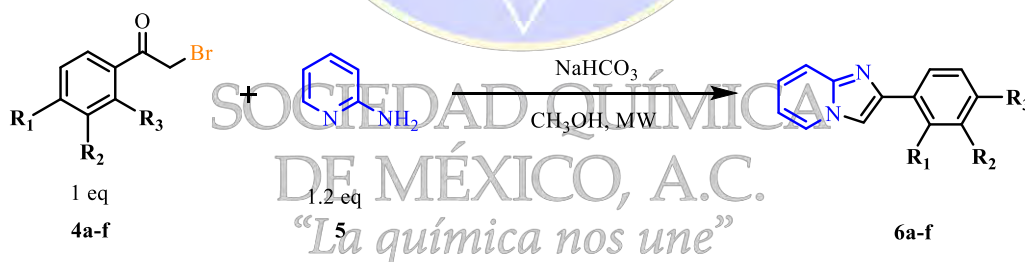 O
Br
R1
R2
R3
1 eq
4a-f
+
N
NH2
1.2 eq
5
NaHCO3
CH3OH, MW
N
N
R1
R2
R3
6a-f
SOCIEDAD QUÍMICA
DE MÉXICO, A.C.
“La química nos une”